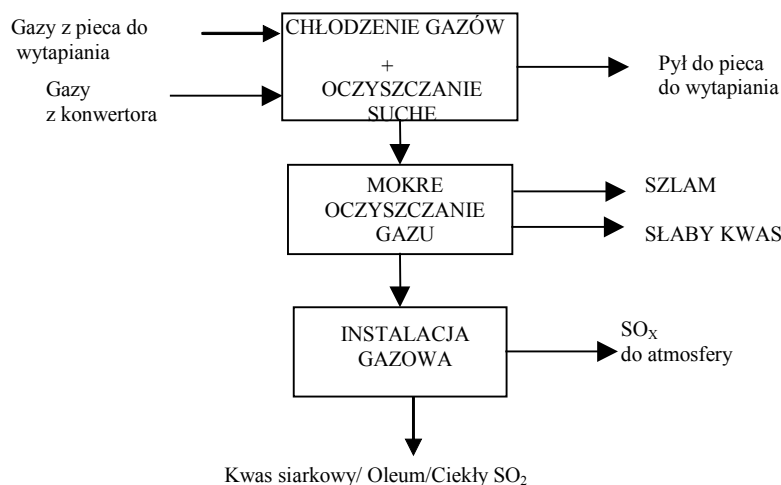 Gazy z pieca do
wytapiania
Gazy
z konwertora
CHŁODZENIE GAZÓW
+
OCZYSZCZANIE
SUCHE
Pył do pieca
do wytapiania
MOKRE
OCZYSZCZANIE
GAZU
SZLAM
SŁABY KWAS
INSTALACJA
GAZOWA
SOₓ
do atmosfery
Kwas siarkowy/ Oleum/Ciekły SO₂